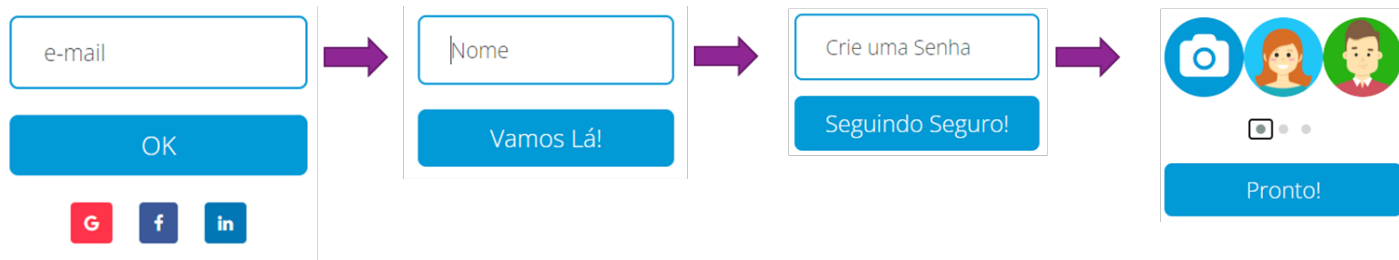 e-mail
OK
G f in
Nome
Vamos Lá!
Crie uma Senha
Seguindo Seguro!
Pronto!